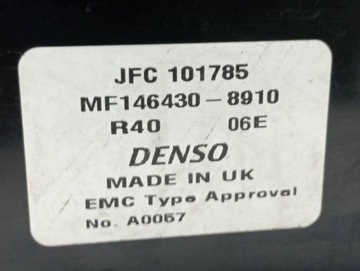 JFC 101785
MF146430-8910
R40 06E
DENSO
MADE IN UK
EMC Type Approval
No. A0057